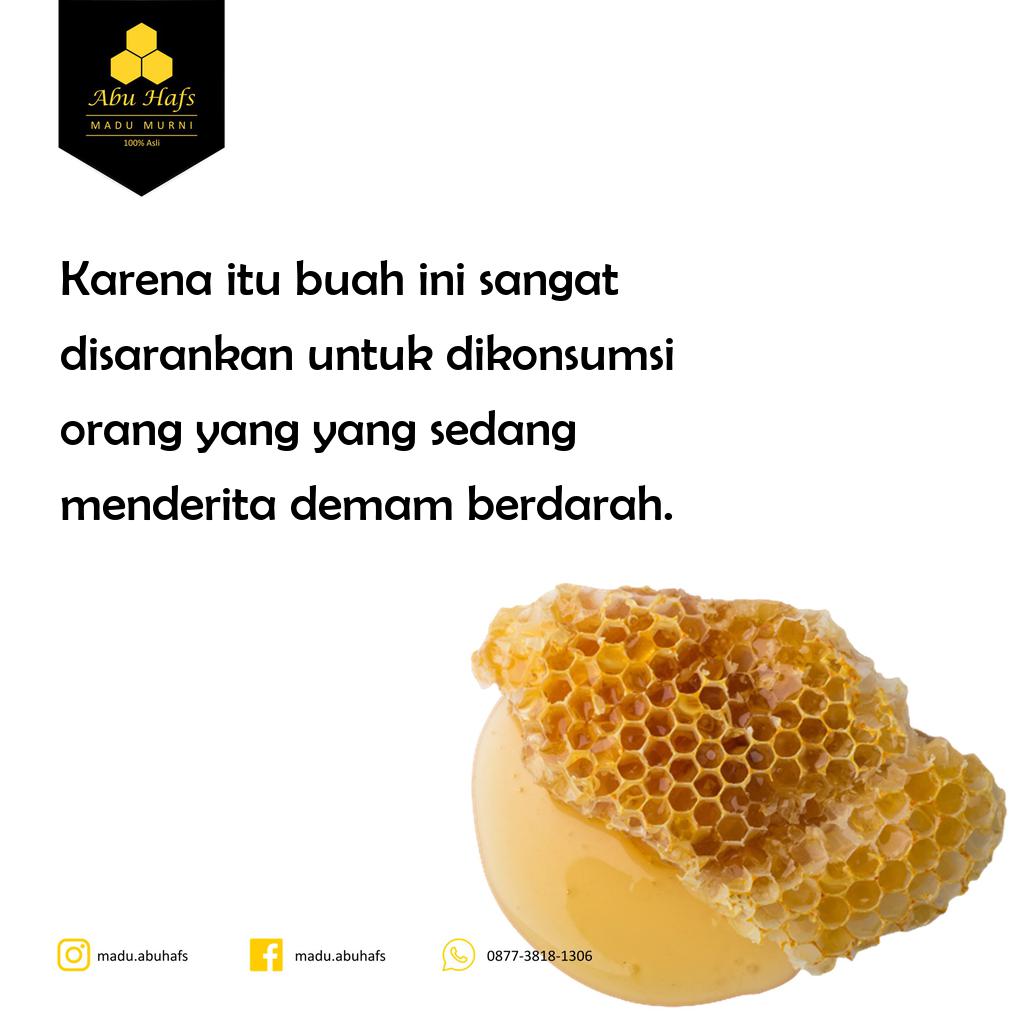 Abu Hafs
MADU MURNI
100% Asli
Karena itu buah ini sangat
disarankan untuk dikonsumsi
orang yang yang sedang
menderita demam berdarah.
madu.abuhafs
madu.abuhafs
0877-3818-1306